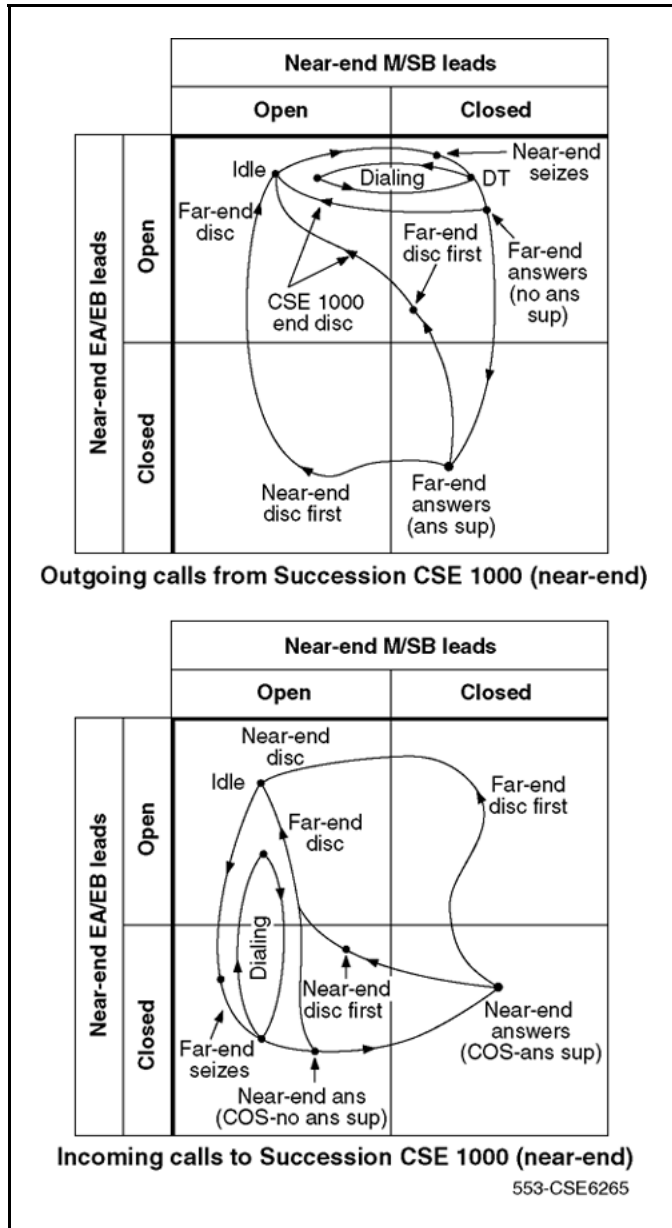 Near-end M/SB leads
Open
Closed
Near-end EA/EB leads
Open
Closed
Idle
Dialing
DT
Near-end
seizes
Far-end
disc
CSE 1000
end disc
Far-end
disc first
Far-end
answers
(no ans
sup)
Near-end
disc first
Far-end
answers
(ans sup)
Outgoing calls from Succession CSE 1000 (near-end)
Near-end M/SB leads
Open
Closed
Near-end EA/EB leads
Open
Closed
Near-end
disc
Idle
Far-end
disc
Far-end
disc first
Dialing
Near-end
disc first
Far-end
seizes
Near-end
answers
(COS-ans sup)
Near-end ans
(COS-no ans sup)
Incoming calls to Succession CSE 1000 (near-end)
553-CSE6265